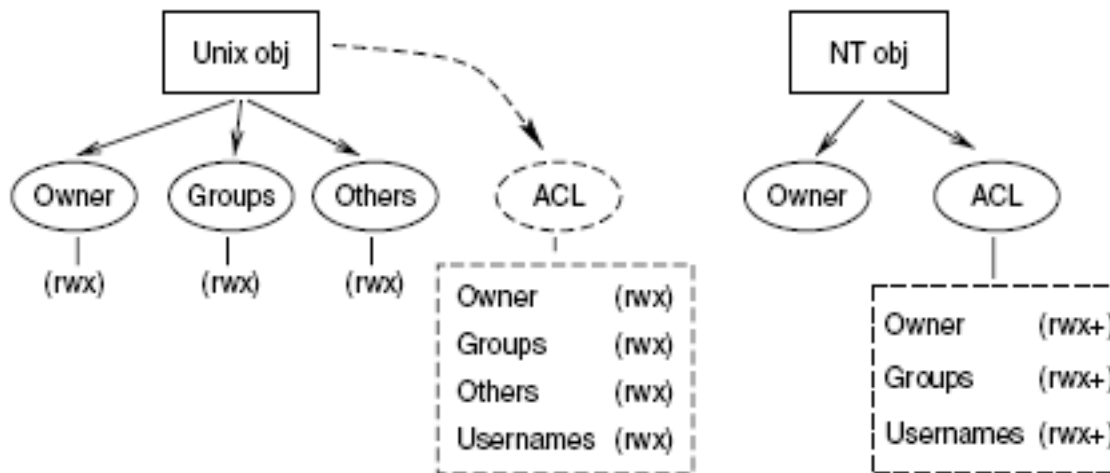 Unix obj
NT obj
Owner
Groups
Others
ACL
Owner
ACL
(rwx)
(rwx)
(rwx)
Owner (rwx)
Groups (rwx)
Others (rwx)
Usernames (rwx)
Owner (rwx+)
Groups (rwx+)
Usernames (rwx+)